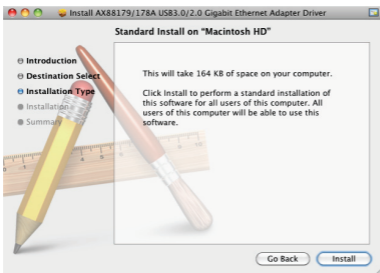 Install AX88179/178A USB3.0/2.0 Gigabit Ethernet Adapter Driver
Standard Install on "Macintosh HD"
Introduction
Destination Select
Installation Type
Installation
Summary
This will take 164 KB of space on your computer.
Click Install to perform a standard installation of
this software for all users of this computer. All
users of this computer will be able to use this
software.
Go Back
Install